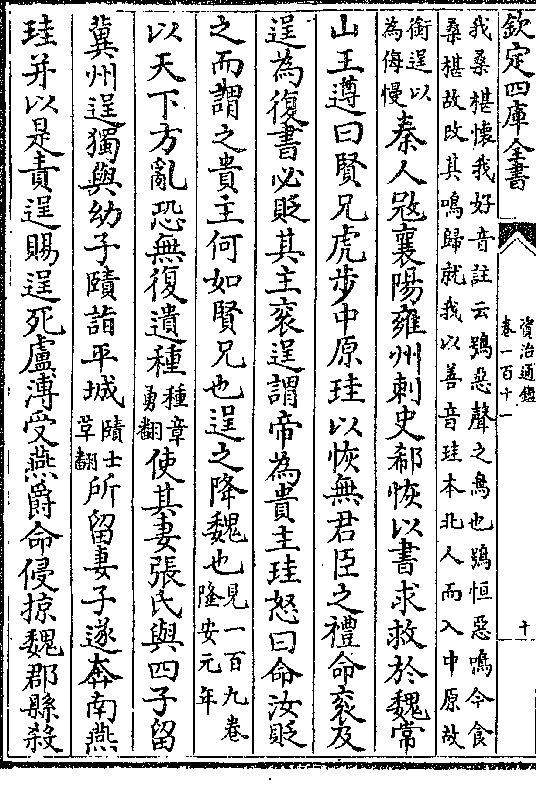 欽定四庫全書
資治通鑑
卷一百十一
十
我桑椹懷我好音註云鴞惡聲之鳥也鴞恒惡鳴今食
桑椹故改其鳴歸就我以善音珪本北人而入中原故
銜逞以
為侮慢
秦人冦襄陽雍州刺史郗恢以書求救於魏常
山王遵曰賢兄虎步中原珪以恢無君臣之禮命衮及
逞為復書必貶其主衮逞謂帝為貴主珪怒曰命汝貶
之而謂之貴主何如賢兄也逞之降魏也
見一百九卷
隆安元年
以天下方亂恐無復遺種
種章
勇翻
使其妻張氏與四子留
冀州逞獨與幼子賾詣平城
賾士
革翻
所留妻子遂奔南燕
珪并以是責逞賜逞死盧溥受燕爵命侵掠魏郡縣殺